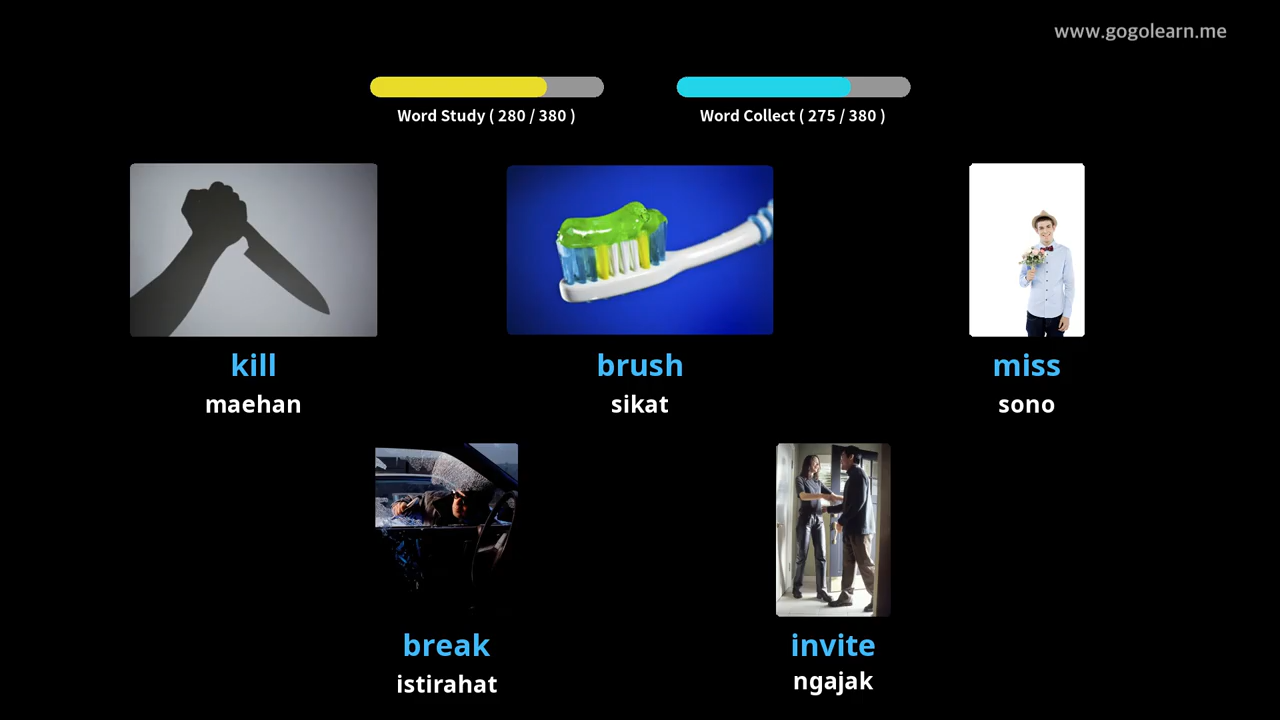 www.gogolearn.me
Word Study ( 280 / 380 )
Word Collect ( 275 / 380 )
kill
maehan
brush
sikat
miss
sono
break
istirahat
invite
ngajak